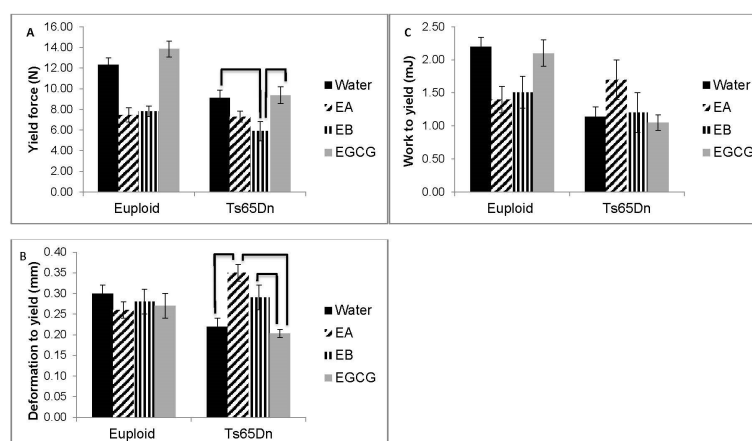 A
Yield force (N)
16.00
14.00
12.00
10.00
8.00
6.00
4.00
2.00
0.00
Euploid
Ts65Dn
Water
EA
EB
EGCG
C
Work to yield (mJ)
2.50
2.00
1.50
1.00
0.50
0.00
Euploid
Ts65Dn
Water
EA
EB
EGCG
B
Deformation to yield (mm)
0.40
0.35
0.30
0.25
0.20
0.15
0.10
0.05
0.00
Euploid
Ts65Dn
Water
EA
EB
EGCG